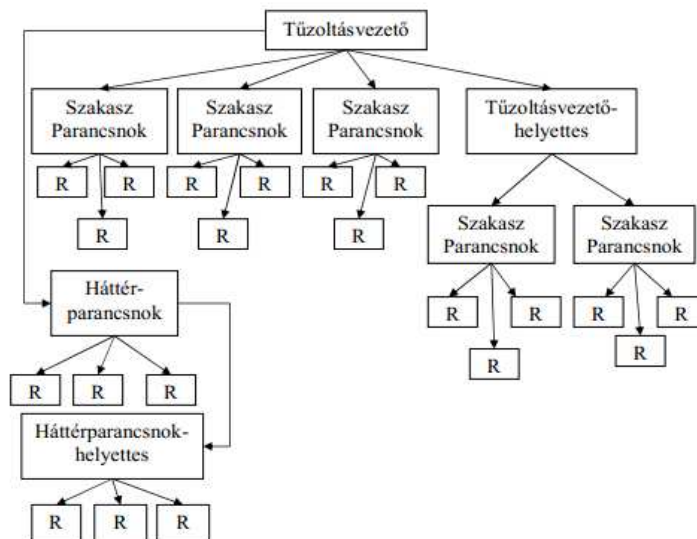 Tűzoltásvezető
Szakasz
Parancsnok
Szakasz
Parancsnok
Szakasz
Parancsnok
Tűzoltásvezető-
helyettes
R
R
R
R
R
R
R
R
R
Szakasz
Parancsnok
Szakasz
Parancsnok
R
R
R
R
R
R
Háttér-
parancsnok
R
R
R
Háttérparancsnok-
helyettes
R
R
R